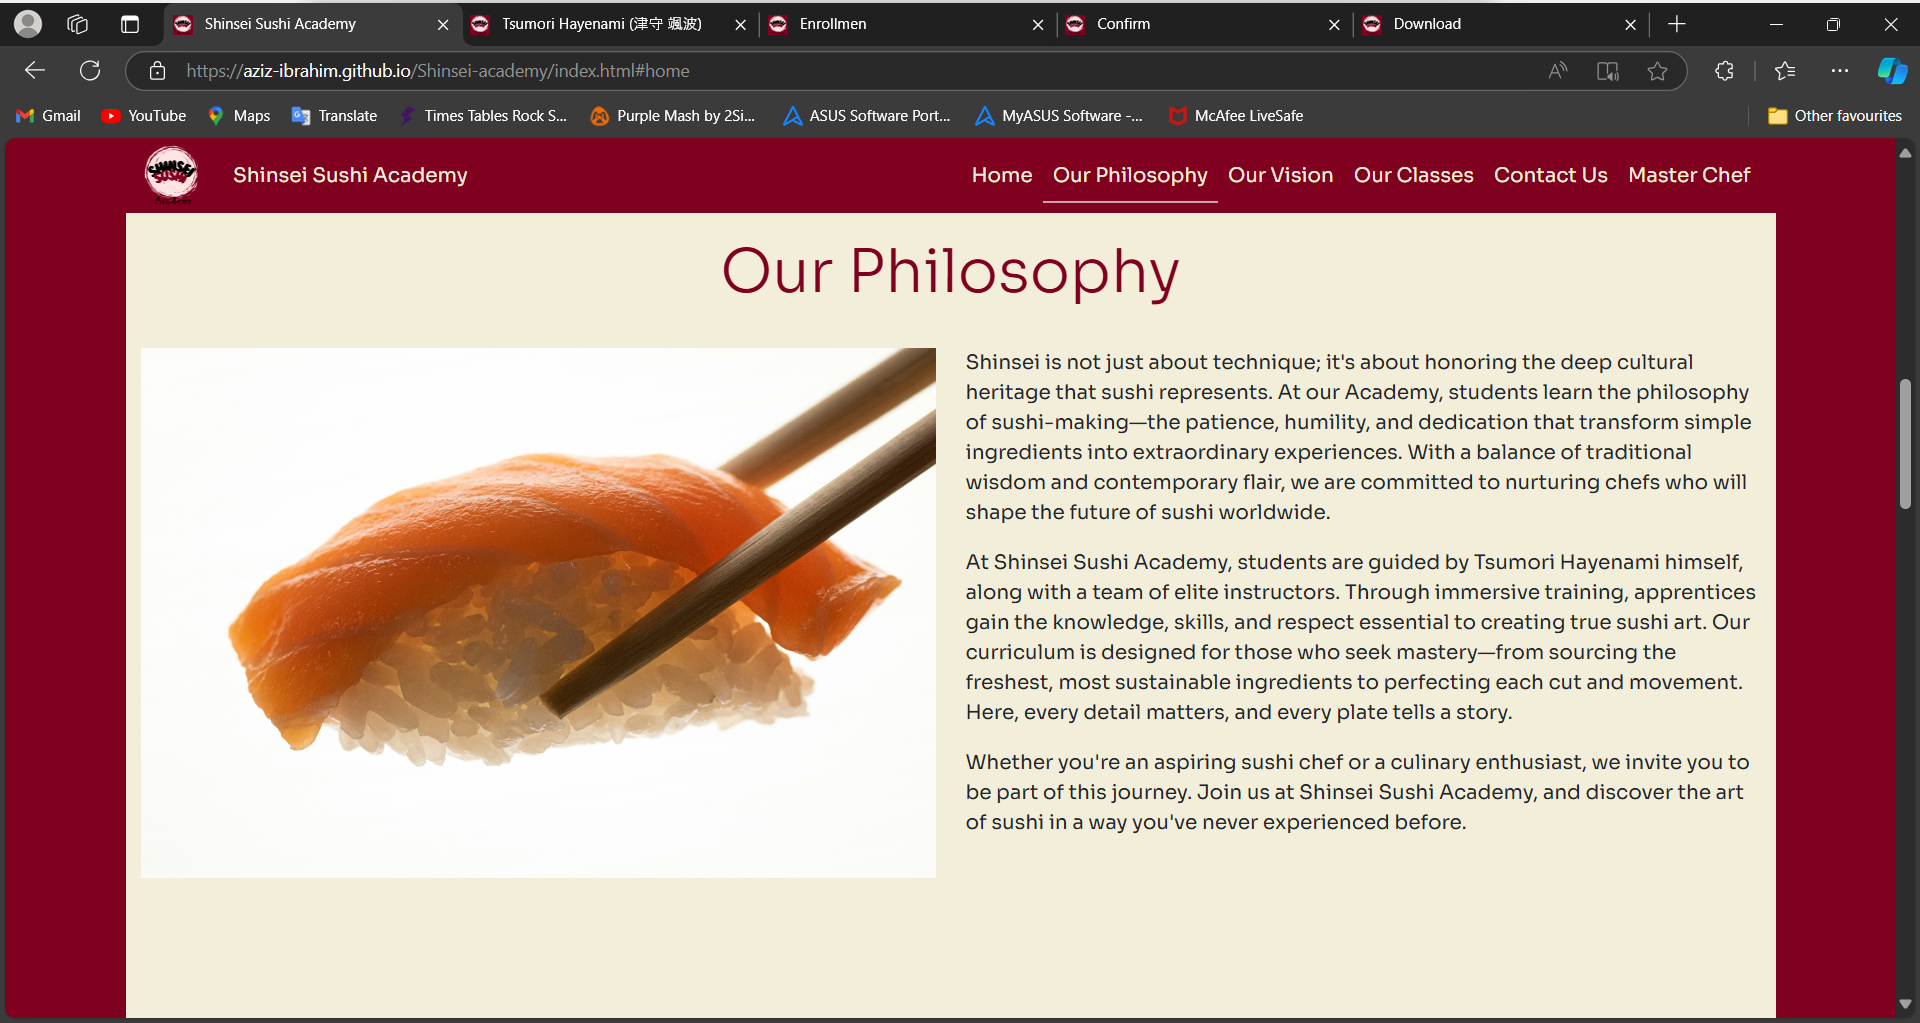 Shinsei Sushi Academy
Tsumori Hayenami (津守 颯波)
Enrollmen
Confirm
Download
https://aziz-ibrahim.github.io/Shinsei-academy/index.html#home
Gmail
YouTube
Maps
Translate
Times Tables Rock S...
Purple Mash by 2Si...
ASUS Software Port...
MyASUS Software -...
McAfee LiveSafe
Other favourites
SHINSEI
SUSHI
Academy
Shinsei Sushi Academy
Home
Our Philosophy
Our Vision
Our Classes
Contact Us
Master Chef
Our Philosophy
Shinsei is not just about technique; it's about honoring the deep cultural
heritage that sushi represents. At our Academy, students learn the philosophy
of sushi-making—the patience, humility, and dedication that transform simple
ingredients into extraordinary experiences. With a balance of traditional
wisdom and contemporary flair, we are committed to nurturing chefs who will
shape the future of sushi worldwide.
At Shinsei Sushi Academy, students are guided by Tsumori Hayenami himself,
along with a team of elite instructors. Through immersive training, apprentices
gain the knowledge, skills, and respect essential to creating true sushi art. Our
curriculum is designed for those who seek mastery—from sourcing the
freshest, most sustainable ingredients to perfecting each cut and movement.
Here, every detail matters, and every plate tells a story.
Whether you're an aspiring sushi chef or a culinary enthusiast, we invite you to
be part of this journey. Join us at Shinsei Sushi Academy, and discover the art
of sushi in a way you've never experienced before.